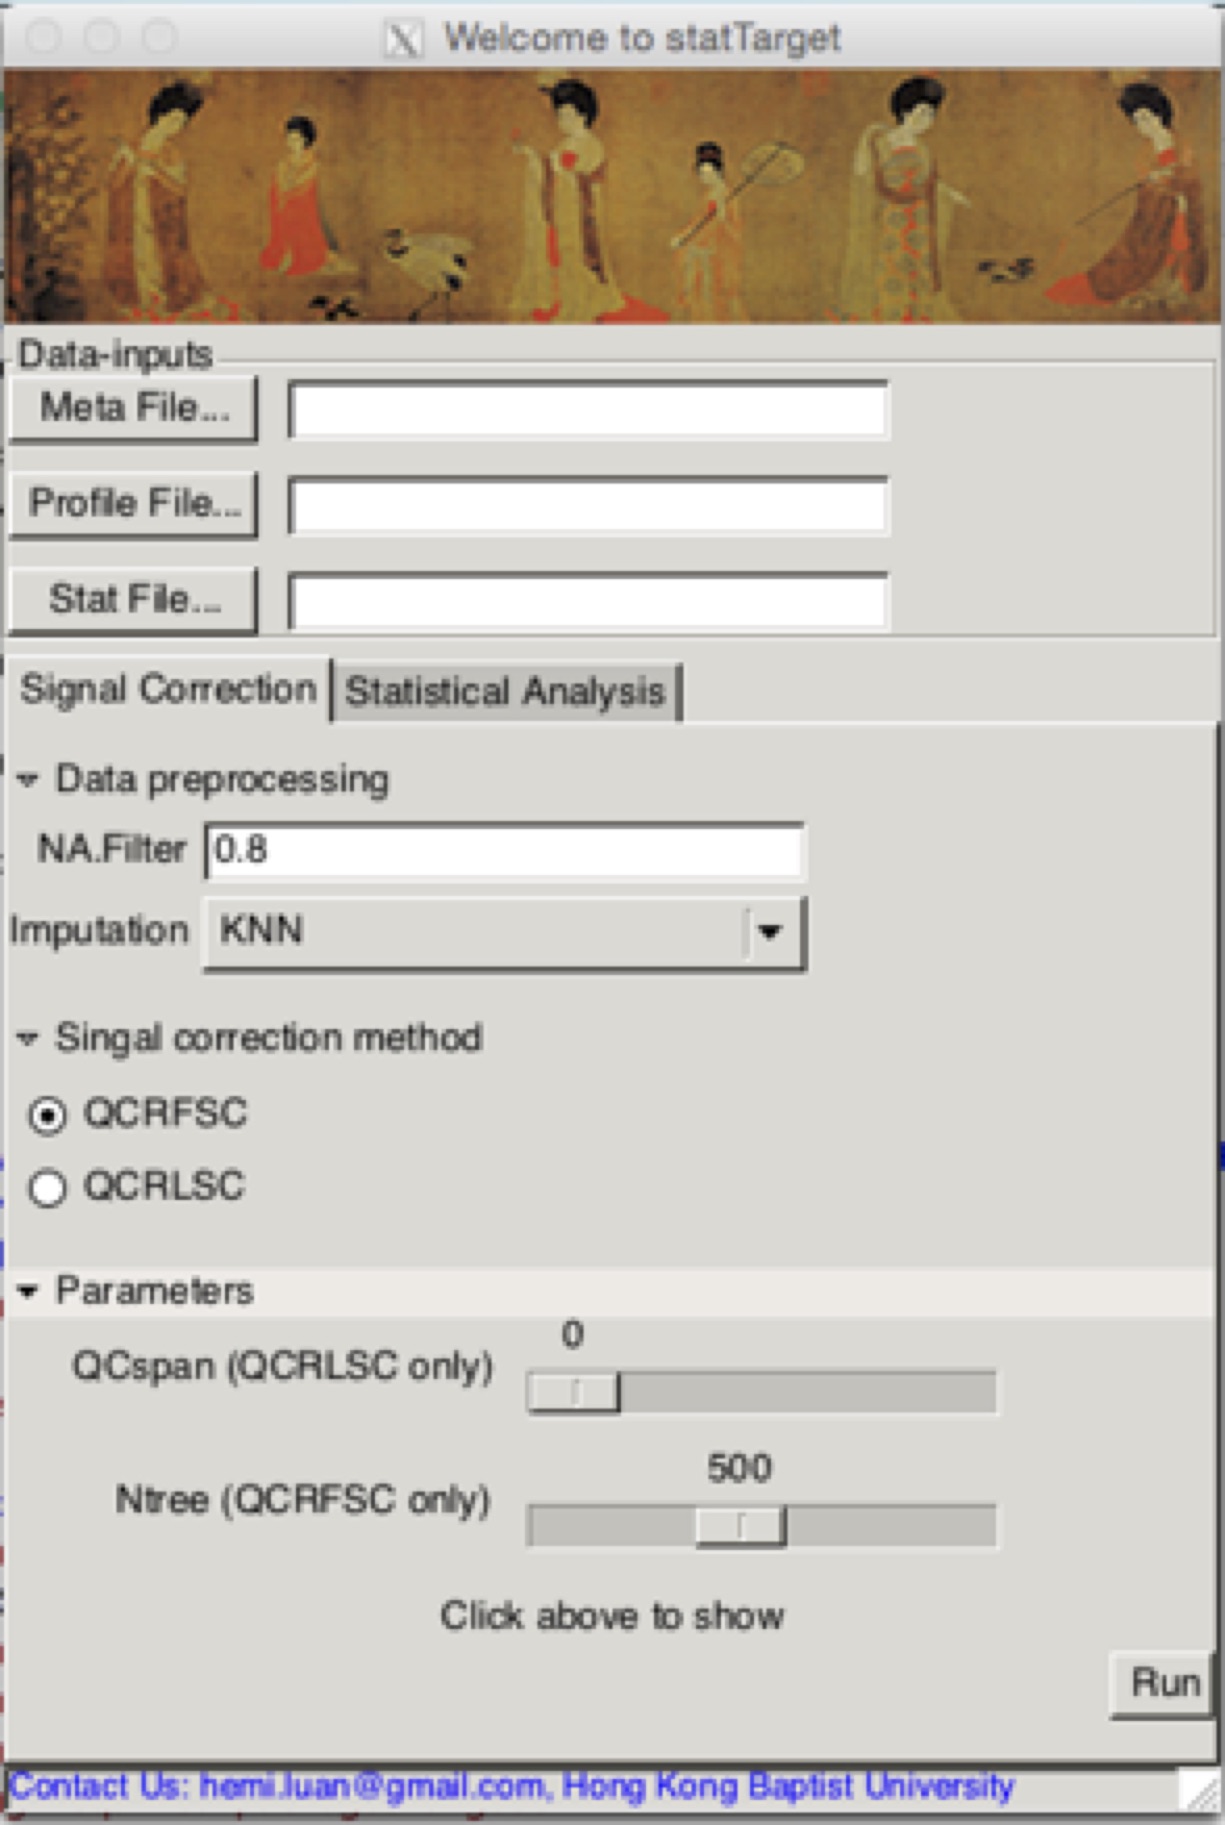 Welcome to statTarget
Data-inputs
Meta File...
Profile File...
Stat File...
Signal Correction Statistical Analysis
Data preprocessing
NA.Filter 0.8
Imputation KNN
Singal correction method
QCRFSC
QCRLSC
Parameters
0
QCspan (QCRLSC only)
500
Ntree (QCRFSC only)
Click above to show
Run
Contact Us: hemi.luan@gmail.com, Hong Kong Baptist University